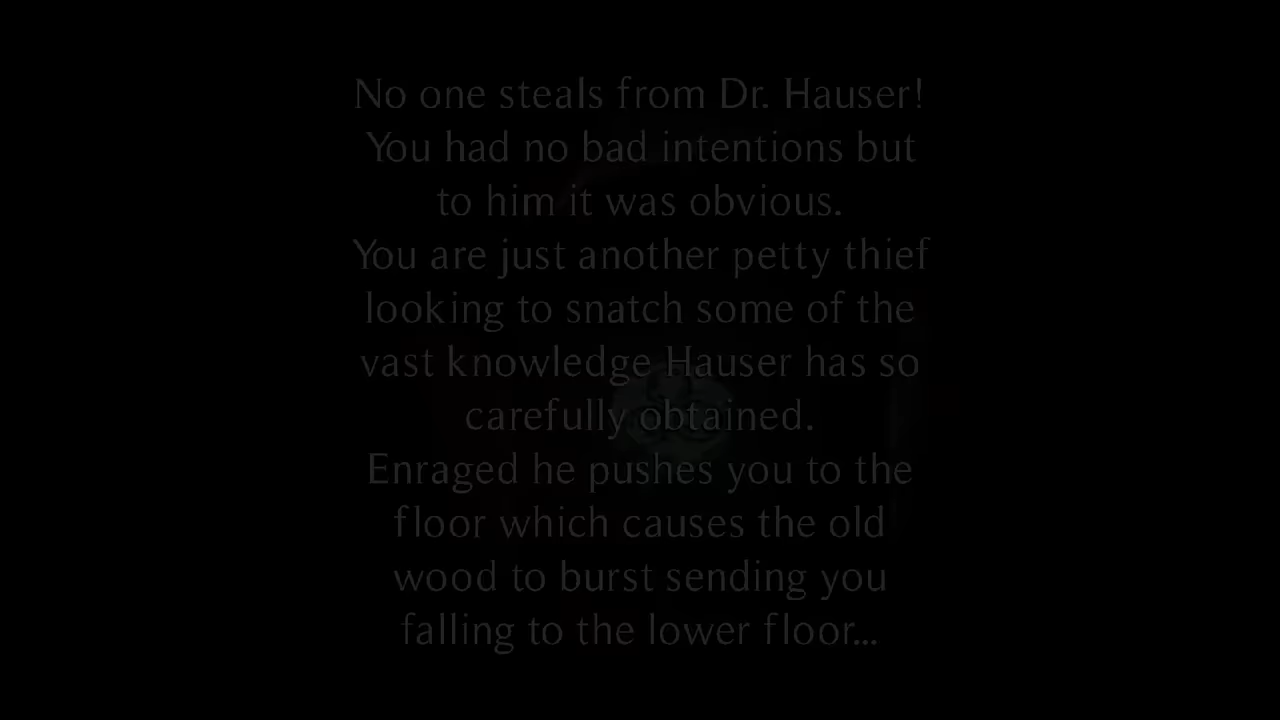 No one steals from Dr. Hauser!
You had no bad intentions but
to him it was obvious.
You are just another petty thief
looking to snatch some of the
vast knowledge Hauser has so
carefully obtained.
Enraged he pushes you to the
floor which causes the old
wood to burst sending you
falling to the lower floor...